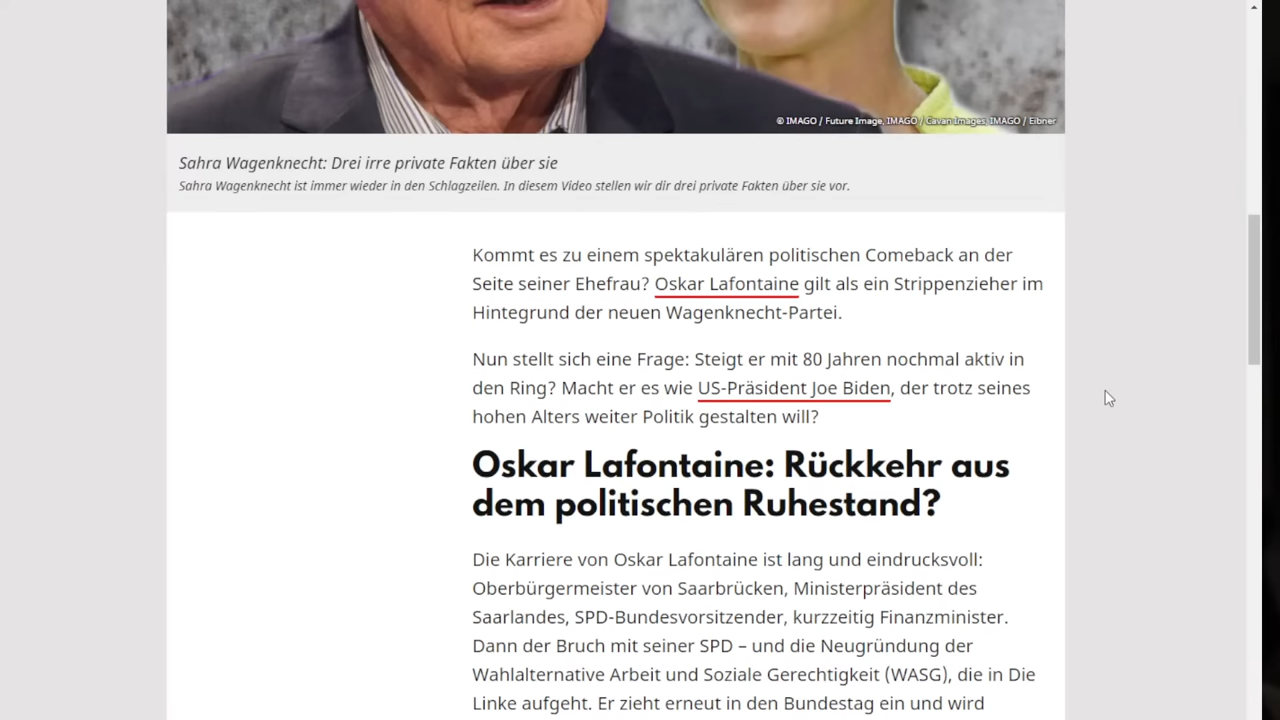 © IMAGO / Future Image, IMAGO / Cavan Images, IMAGO / Eibner
Sahra Wagenknecht: Drei irre private Fakten über sie
Sahra Wagenknecht ist immer wieder in den Schlagzeilen. In diesem Video stellen wir dir drei private Fakten über sie vor.
Kommt es zu einem spektakulären politischen Comeback an der
Seite seiner Ehefrau? Oskar Lafontaine gilt als ein Strippenzieher im
Hintegrund der neuen Wagenknecht-Partei.
Nun stellt sich eine Frage: Steigt er mit 80 Jahren nochmal aktiv in
den Ring? Macht er es wie US-Präsident Joe Biden, der trotz seines
hohen Alters weiter Politik gestalten will?
Oskar Lafontaine: Rückkehr aus
dem politischen Ruhestand?
Die Karriere von Oskar Lafontaine ist lang und eindrucksvoll:
Oberbürgermeister von Saarbrücken, Ministerpräsident des
Saarlandes, SPD-Bundesvorsitzender, kurzzeitig Finanzminister.
Dann der Bruch mit seiner SPD – und die Neugründung der
Wahlalternative Arbeit und Soziale Gerechtigkeit (WASG), die in Die
Linke aufgeht. Er zieht erneut in den Bundestag ein und wird